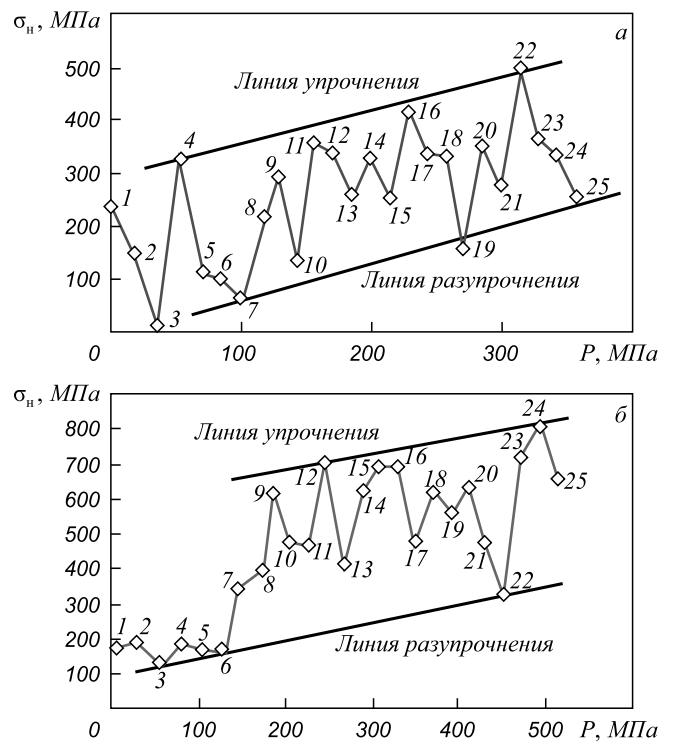 σн, МПа
а
22
500
Линия упрочнения
4
16
400
11 12 14 18 20 23
9 17 24
300
1 8 13 15 21 25
200
2
5 6 10 19
Линия разупрочнения
100
7
3
0 100 200 300 P, МПа
σн, МПа
б
24
800
Линия упрочнения
23
700
12 15 16
9 18 20 25
600
14 19
500
10 11 17 21
400
7 8 13
22
300
1 2 4 5
200
Линия разупрочнения
6
3
100
0 100 200 300 400 500 P, МПа